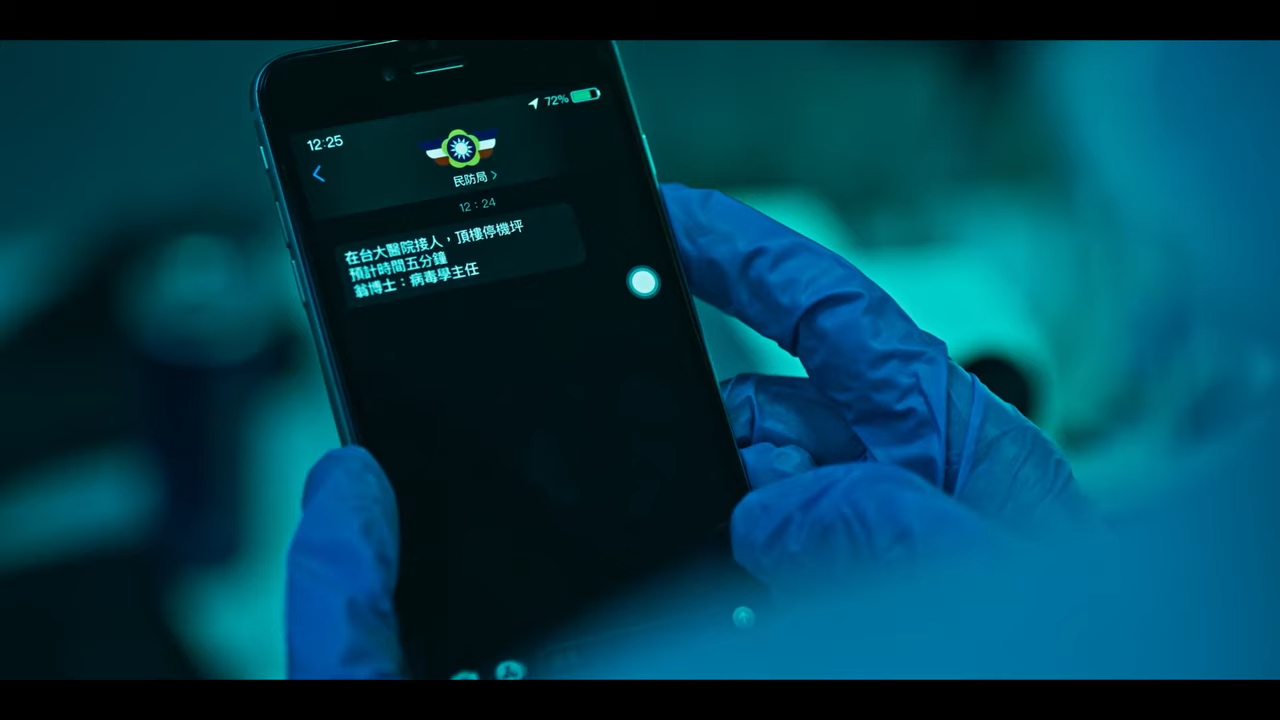 12:25
72%
民防局
12:24
在台大醫院接人，頂樓停機坪
預計時間五分鐘
翁博士：病毒學主任